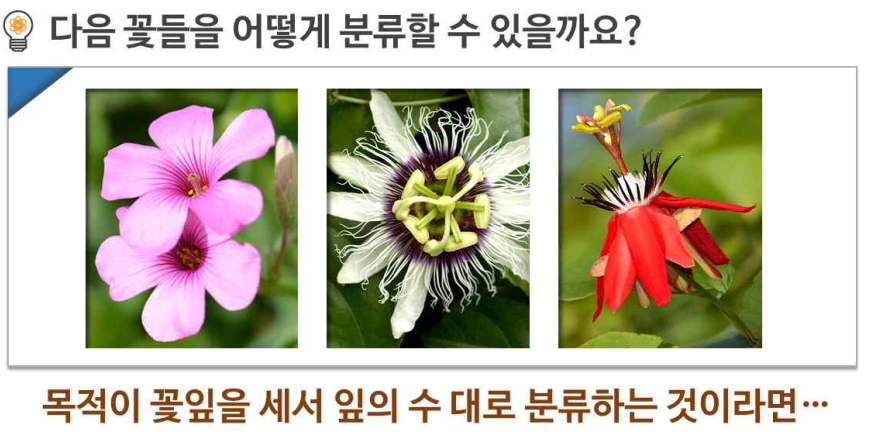 다음 꽃들을 어떻게 분류할 수 있을까요?
목적이 꽃잎을 세서 잎의 수 대로 분류하는 것이라면…